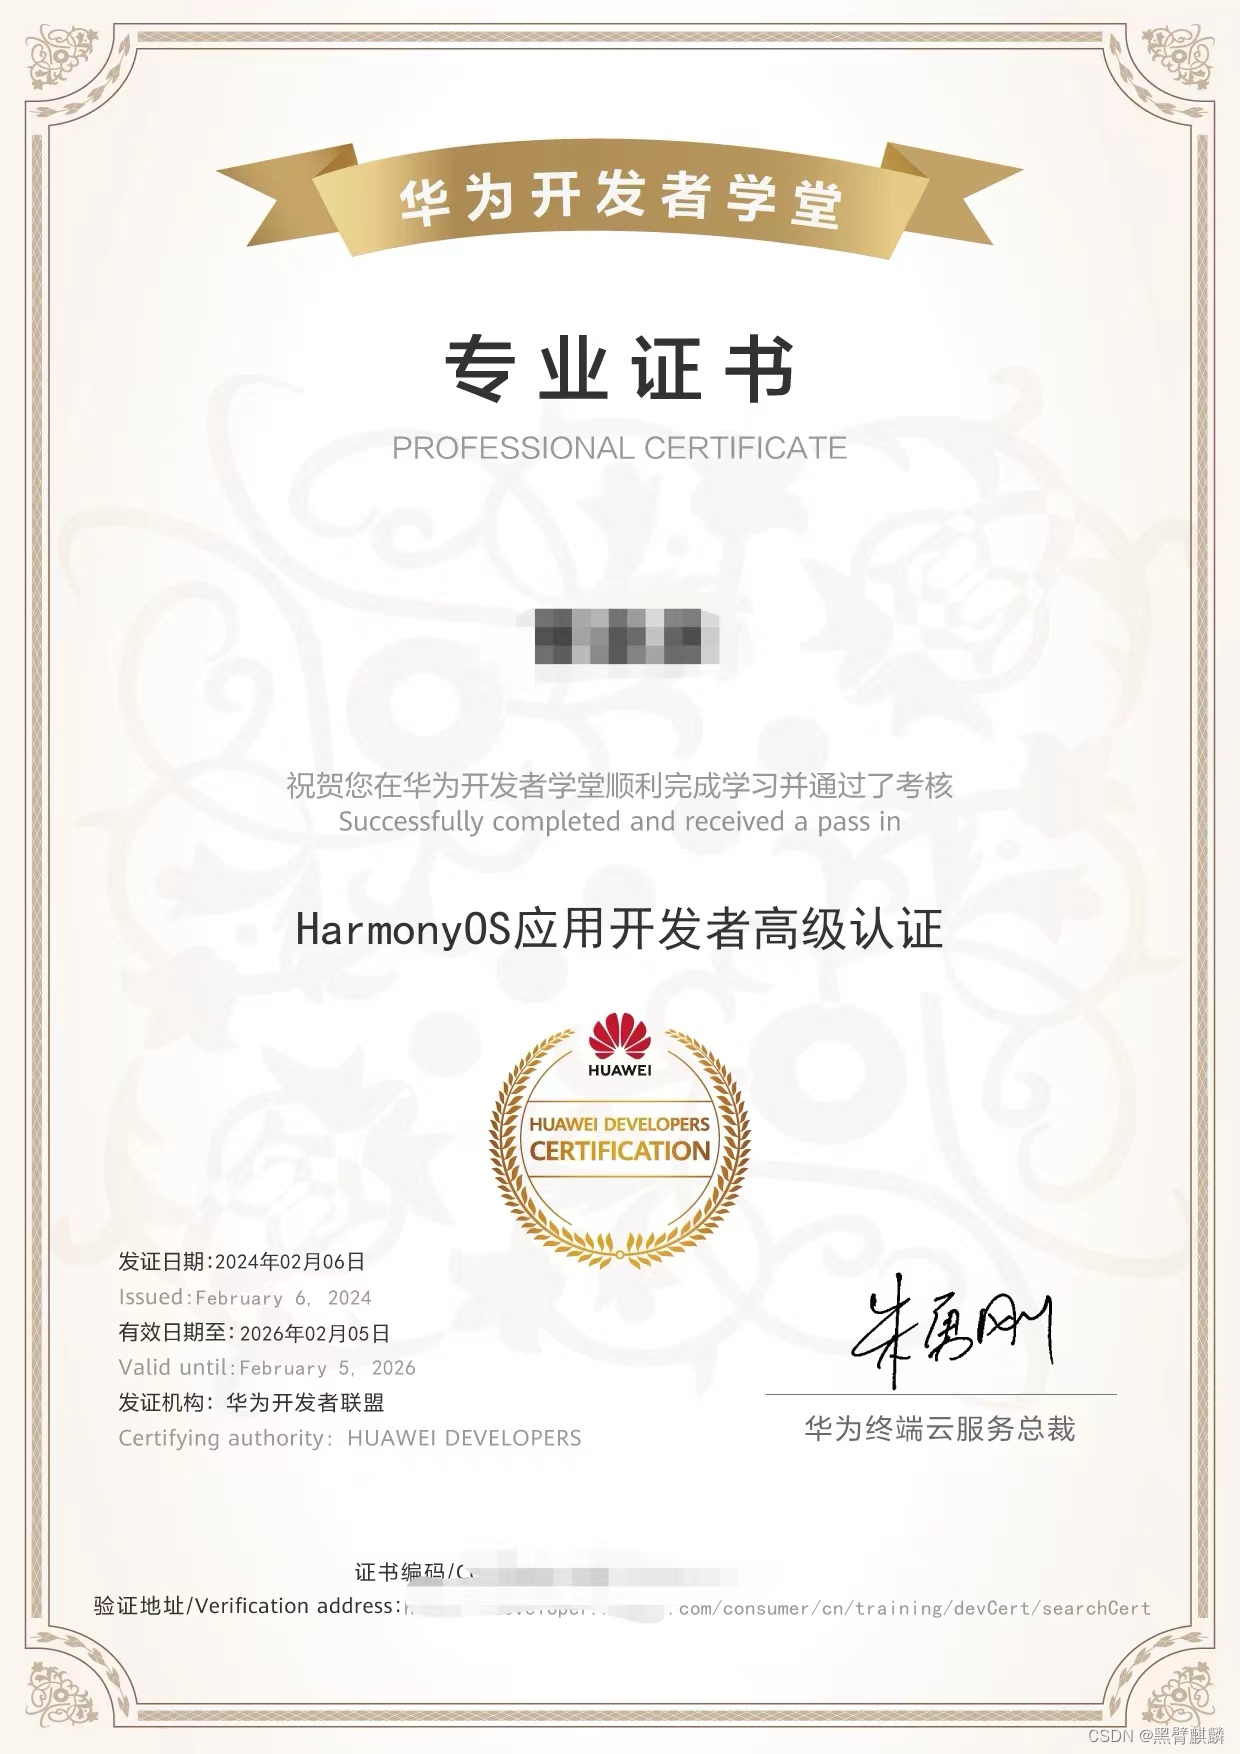 华为开发者学堂
专业证书
PROFESSIONAL CERTIFICATE
祝贺您在华为开发者学堂顺利完成学习并通过了考核
Successfully completed and received a pass in
HarmonyOS应用开发者高级认证
HUAWEI
HUAWEI DEVELOPERS
CERTIFICATION
发证日期:2024年02月06日
Issued:February 6, 2024
有效日期至:2026年02月05日
Valid until:February 5, 2026
发证机构：华为开发者联盟
Certifying authority：HUAWEI DEVELOPERS
朱勇刚
华为终端云服务总裁
证书编码/
验证地址/Verification address:
.com/consumer/cn/training/devCert/searchCert
CSDN @黑臂麒麟